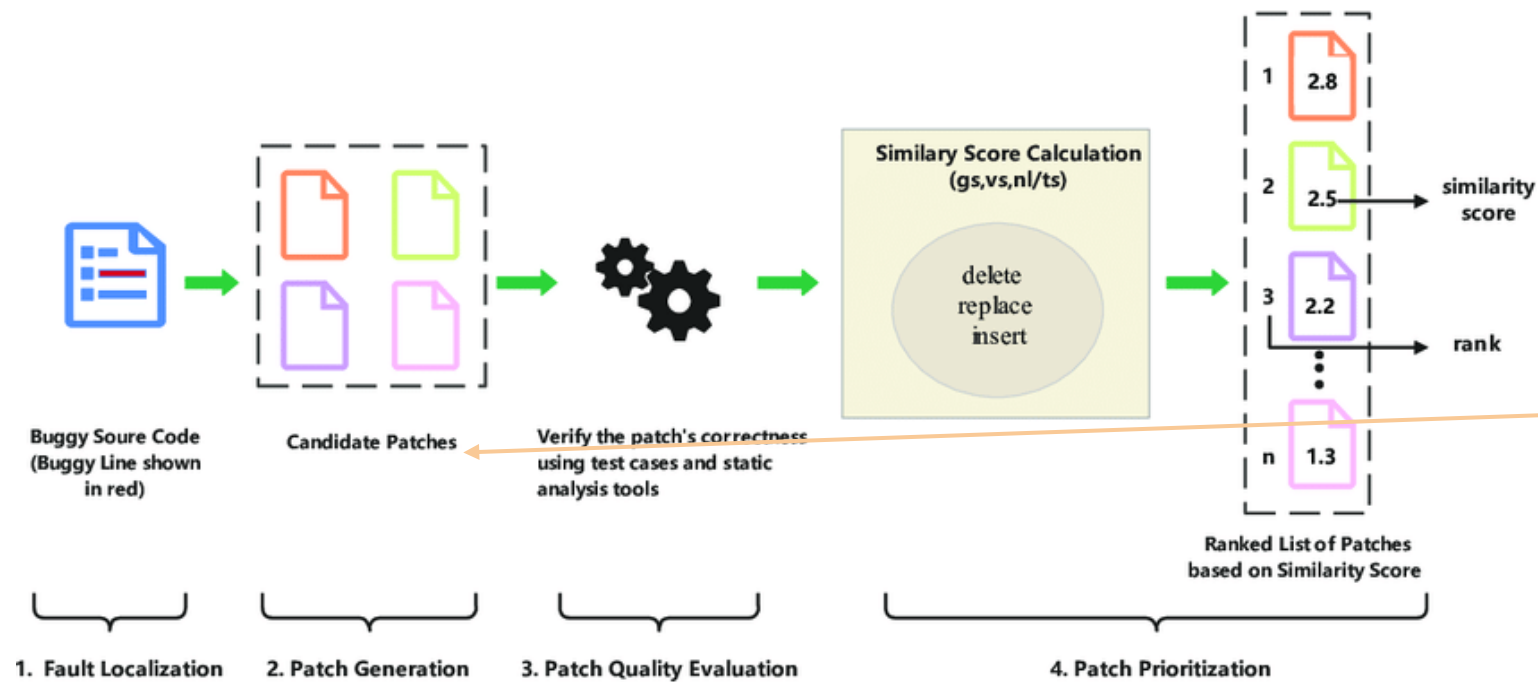 Buggy Soure Code
(Buggy Line shown
in red)
Candidate Patches
Verify the patch's correctness
using test cases and static
analysis tools
Similary Score Calculation
(gs,vs,nl/ts)
delete
replace
insert
1
2.8
2
2.5
similarity
score
3
2.2
rank
n
1.3
Ranked List of Patches
based on Similarity Score
1. Fault Localization
2. Patch Generation
3. Patch Quality Evaluation
4. Patch Prioritization